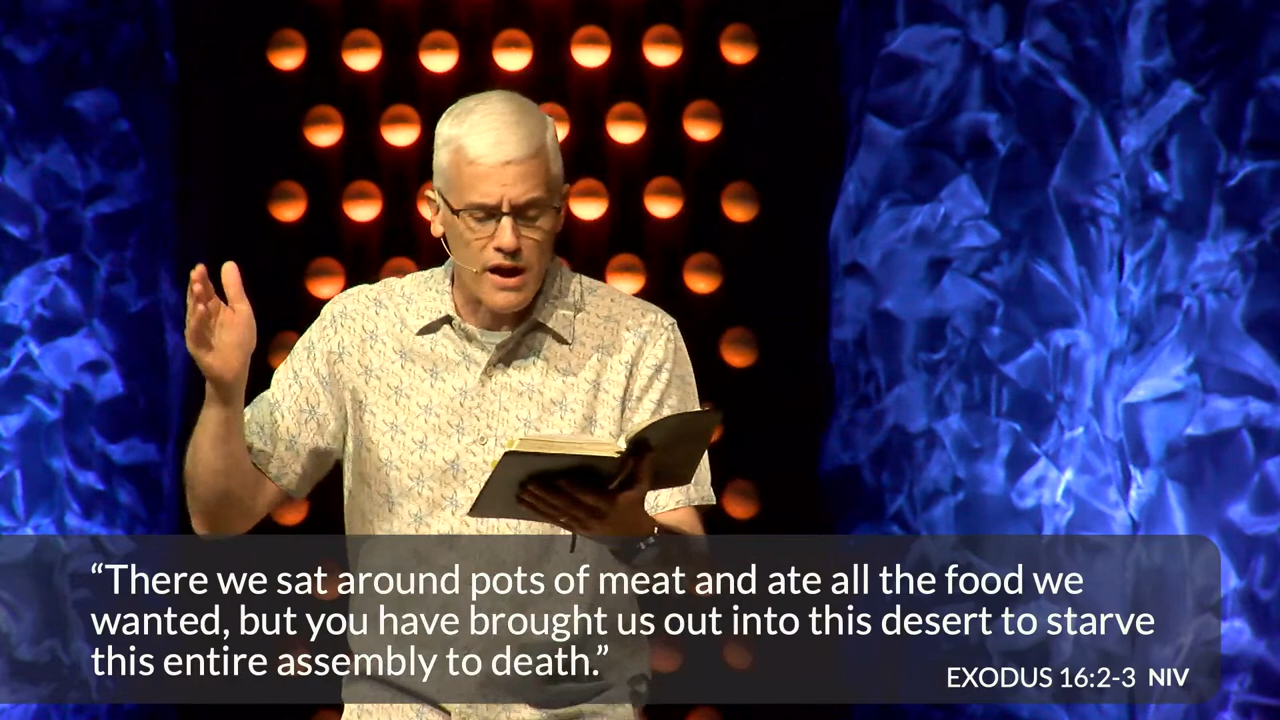 “There we sat around pots of meat and ate all the food we
wanted, but you have brought us out into this desert to starve
this entire assembly to death.”
EXODUS 16:2-3 NIV